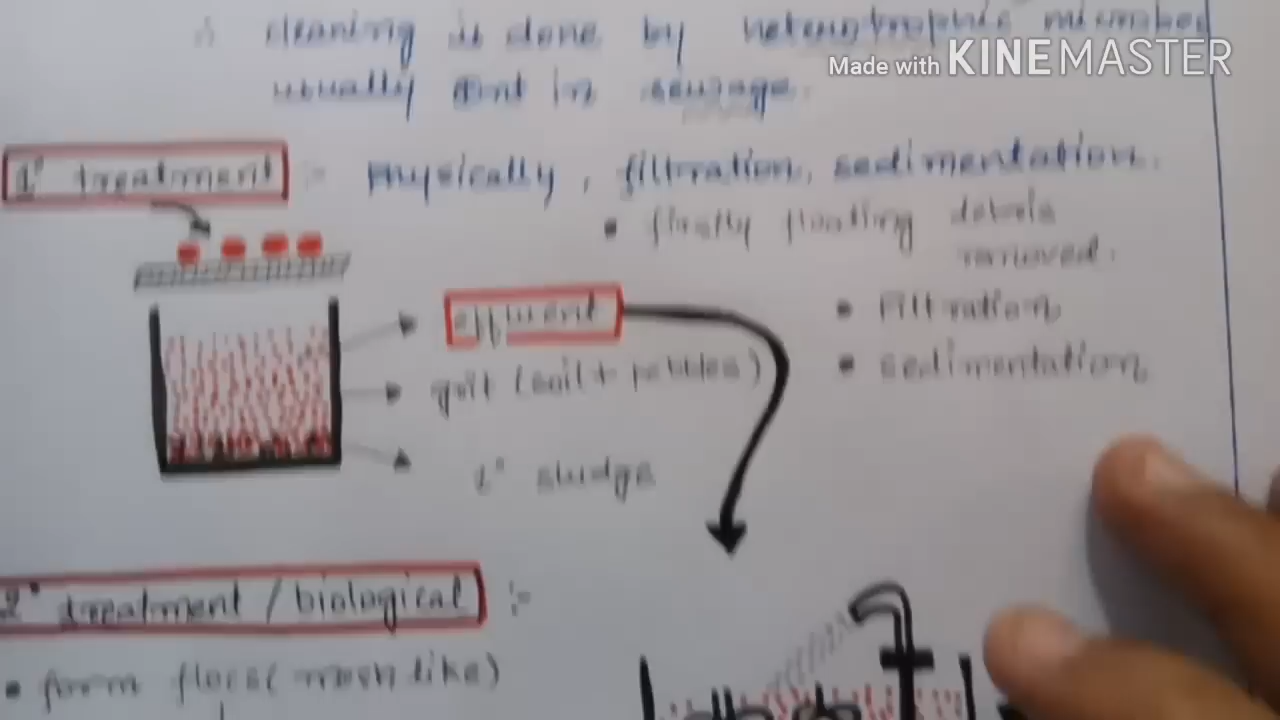 ∴ cleaning is done by heterotrophic microbes
Made with KINEMASTER
usually in sewage.
1° treatment :- Physically, filtration, sedimentation.
• firstly floating debris
removed.
effluent
• Filtration
grit (soil + pebbles)
• sedimentation
1° sludge
2° treatment / biological :-
• form flocs (mesh like)